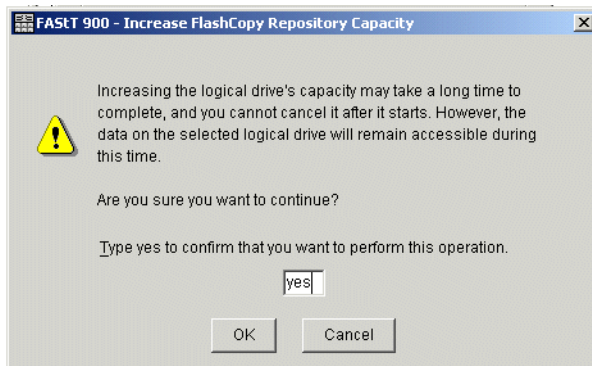 FAStT 900 - Increase FlashCopy Repository Capacity
Increasing the logical drive's capacity may take a long time to
complete, and you cannot cancel it after it starts. However, the
data on the selected logical drive will remain accessible during
this time.
Are you sure you want to continue?
Type yes to confirm that you want to perform this operation.
yes
OK Cancel